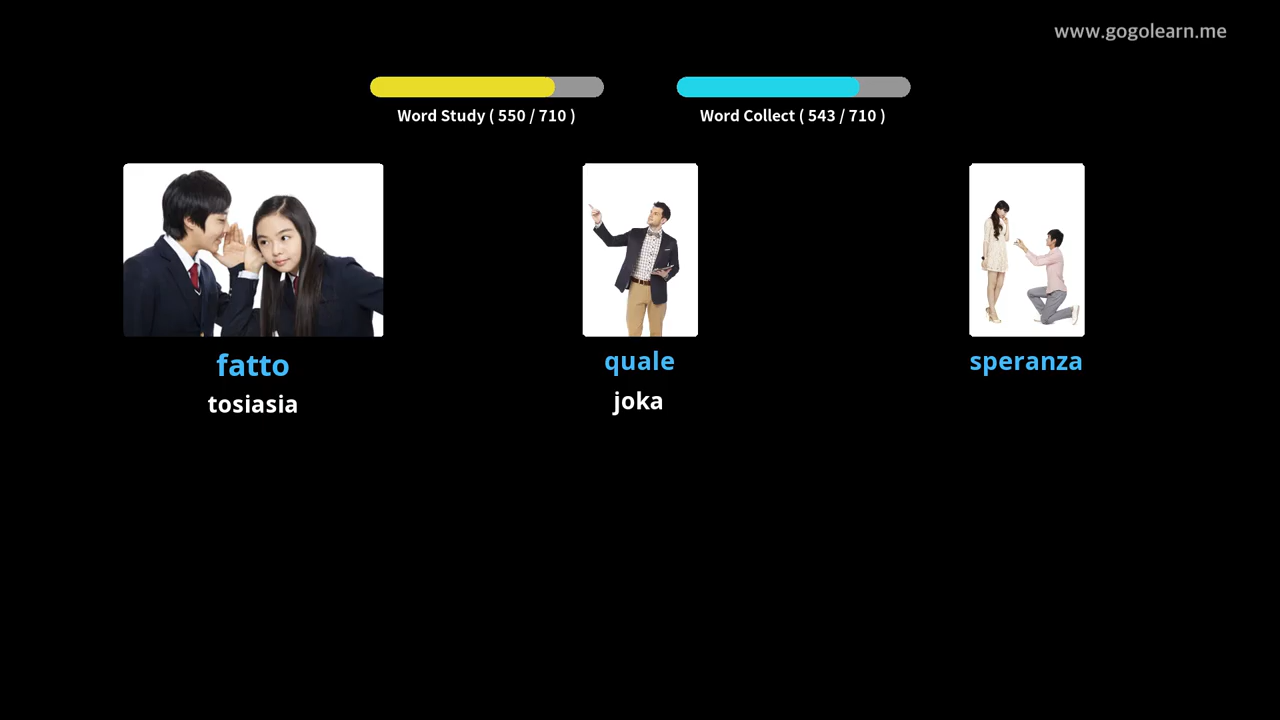 www.gogolearn.me
Word Study ( 550 / 710 )
Word Collect ( 543 / 710 )
fatto
tosiasia
quale
joka
speranza